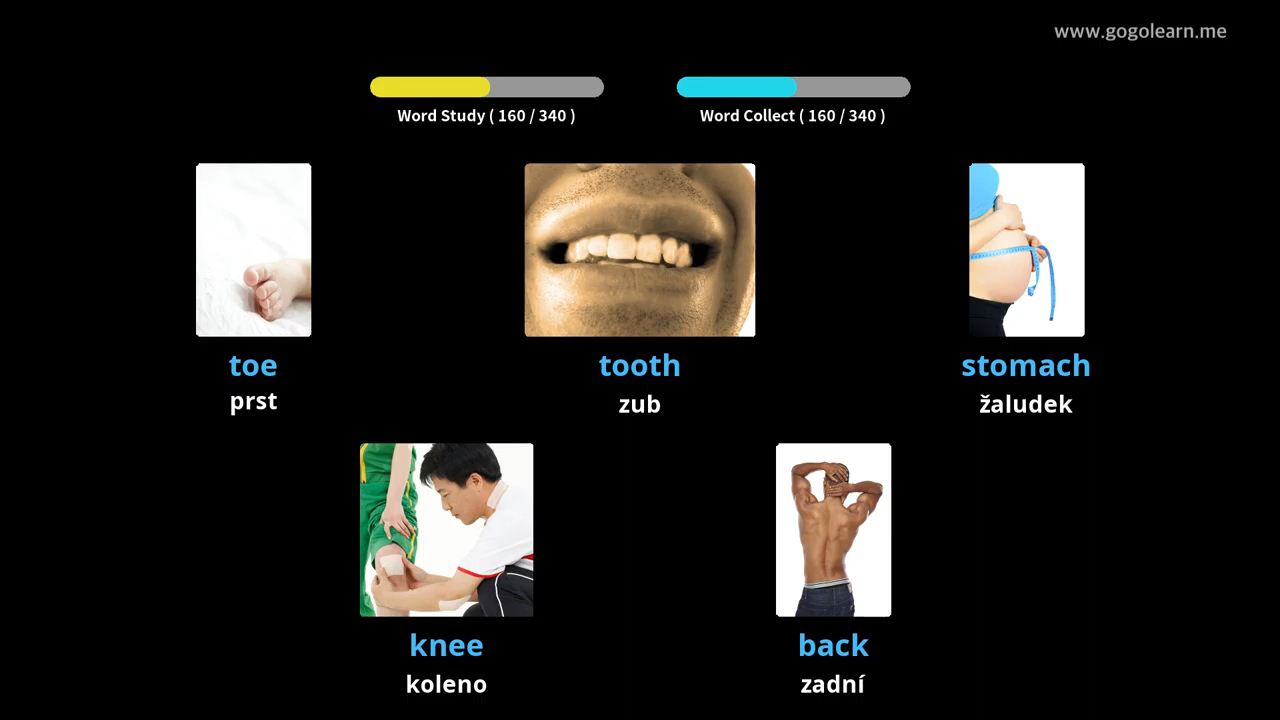 www.gogolearn.me
Word Study ( 160 / 340 )
Word Collect ( 160 / 340 )
toe
prst
tooth
zub
stomach
žaludek
knee
koleno
back
zadní